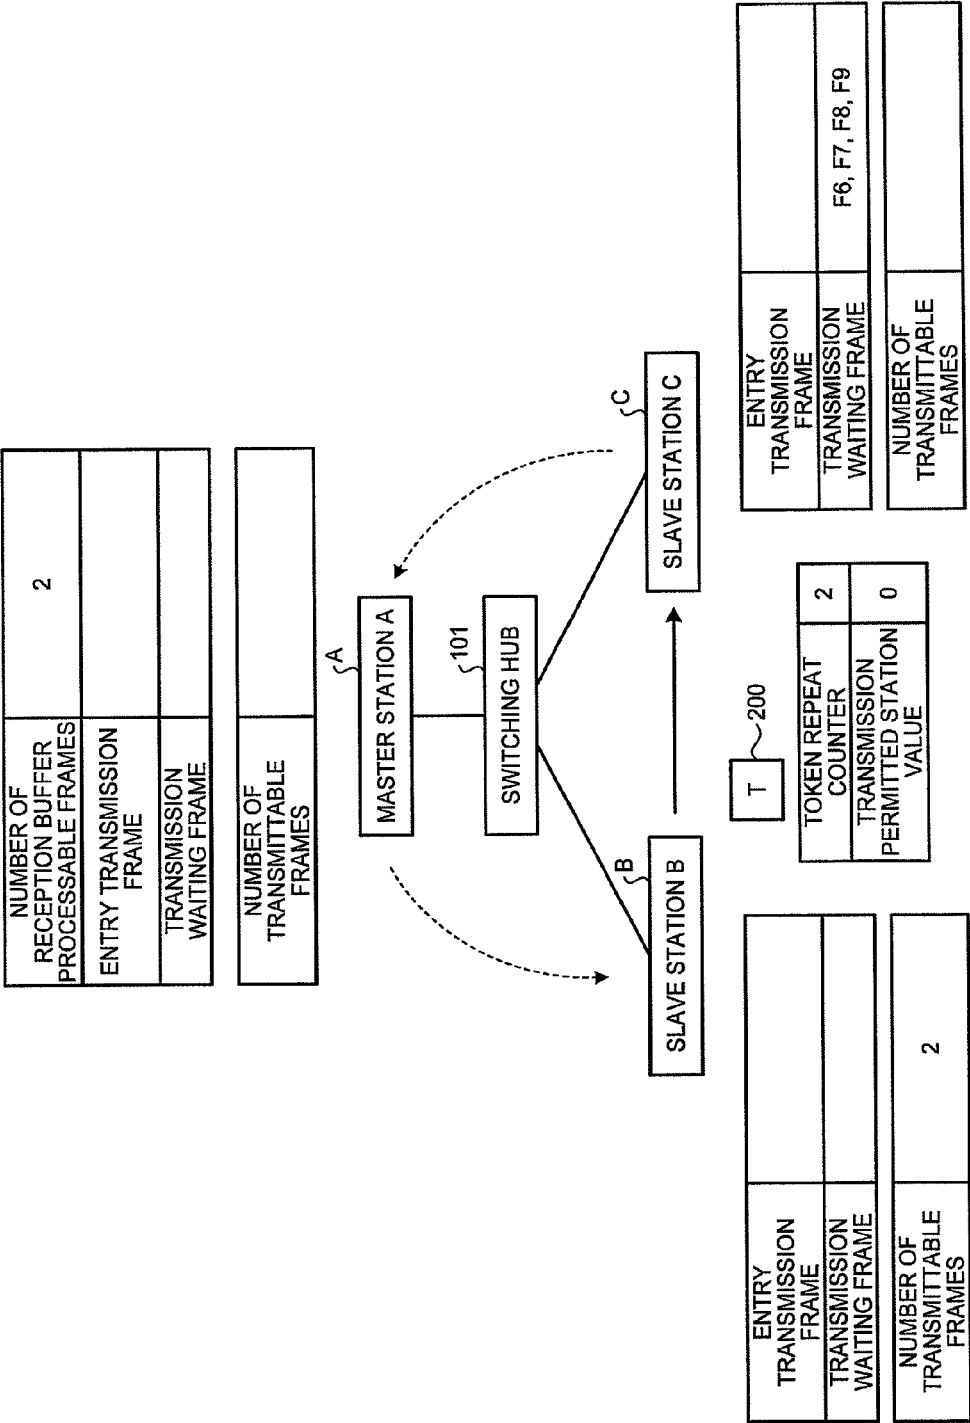 NUMBER OF
RECEPTION BUFFER
PROCESSABLE FRAMES
2
ENTRY TRANSMISSION
FRAME
TRANSMISSION
WAITING FRAME
NUMBER OF
TRANSMITTABLE
FRAMES
A
MASTER STATION A
101
SWITCHING HUB
B
SLAVE STATION B
C
SLAVE STATION C
T
200
ENTRY
TRANSMISSION
FRAME
TRANSMISSION
WAITING FRAME
NUMBER OF
TRANSMITTABLE
FRAMES
2
TOKEN REPEAT
COUNTER
2
TRANSMISSION
PERMITTED STATION
VALUE
0
ENTRY
TRANSMISSION
FRAME
TRANSMISSION
WAITING FRAME
F6, F7, F8, F9
NUMBER OF
TRANSMITTABLE
FRAMES